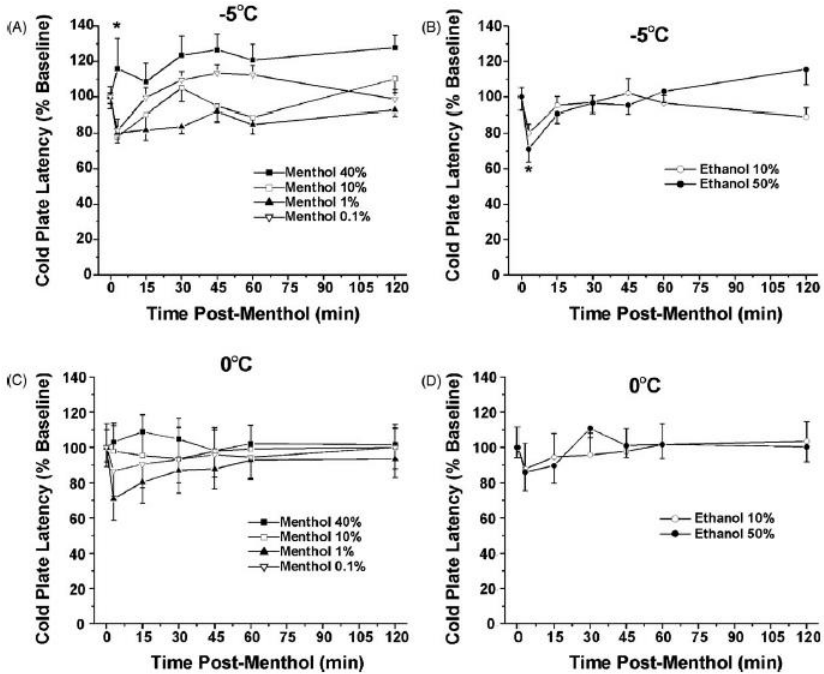 (A)
-5°C
*
Cold Plate Latency (% Baseline)
140
120
100
80
60
40
20
0
Menthol 40%
Menthol 10%
Menthol 1%
Menthol 0.1%
0 15 30 45 60 75 90 105 120
Time Post-Menthol (min)
(B)
-5°C
Cold Plate Latency (% Baseline)
140
120
100
80
60
40
20
0
*
Ethanol 10%
Ethanol 50%
0 15 30 45 60 75 90 105 120
Time Post-Menthol (min)
(C)
0°C
Cold Plate Latency (% Baseline)
140
120
100
80
60
40
20
0
Menthol 40%
Menthol 10%
Menthol 1%
Menthol 0.1%
0 15 30 45 60 75 90 105 120
Time Post-Menthol (min)
(D)
0°C
Cold Plate Latency (% Baseline)
140
120
100
80
60
40
20
0
Ethanol 10%
Ethanol 50%
0 15 30 45 60 75 90 105 120
Time Post-Menthol (min)